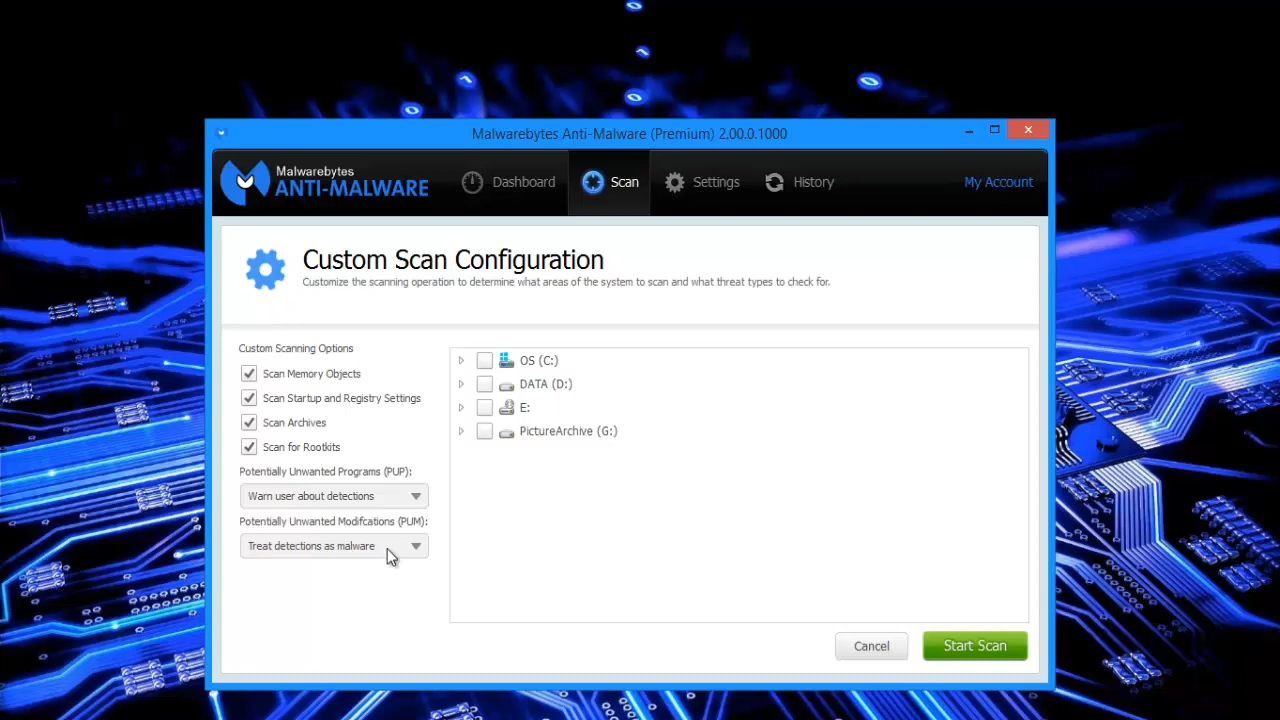 Malwarebytes Anti-Malware (Premium) 2.00.0.1000
Malwarebytes
ANTI-MALWARE
Dashboard
Scan
Settings
History
My Account
Custom Scan Configuration
Customize the scanning operation to determine what areas of the system to scan and what threat types to check for.
Custom Scanning Options
Scan Memory Objects
Scan Startup and Registry Settings
Scan Archives
Scan for Rootkits
Potentially Unwanted Programs (PUP):
Warn user about detections
Potentially Unwanted Modifcations (PUM):
Treat detections as malware
OS (C:)
DATA (D:)
E:
PictureArchive (G:)
Cancel
Start Scan